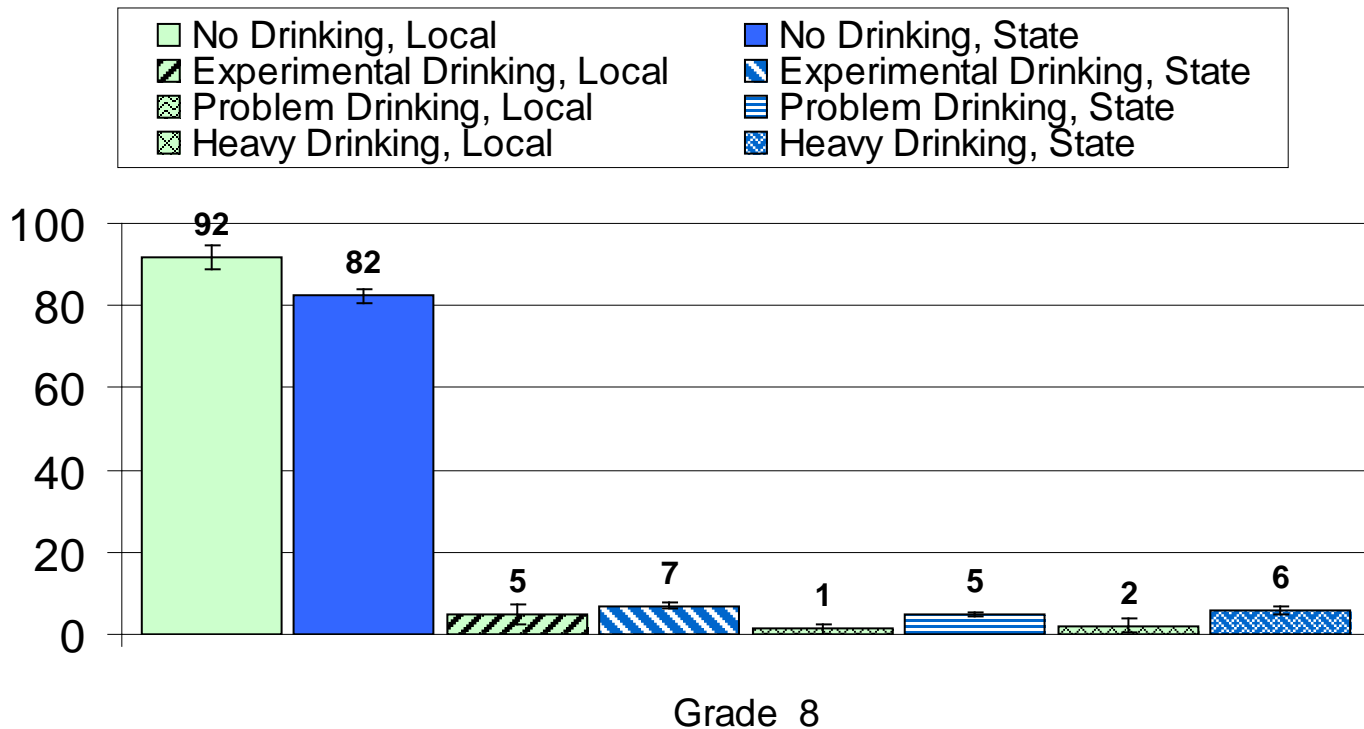 No Drinking, Local No Drinking, State
Experimental Drinking, Local Experimental Drinking, State
Problem Drinking, Local Problem Drinking, State
Heavy Drinking, Local Heavy Drinking, State
100
80
60
40
20
0
92
82
5
7
1
5
2
6
Grade 8